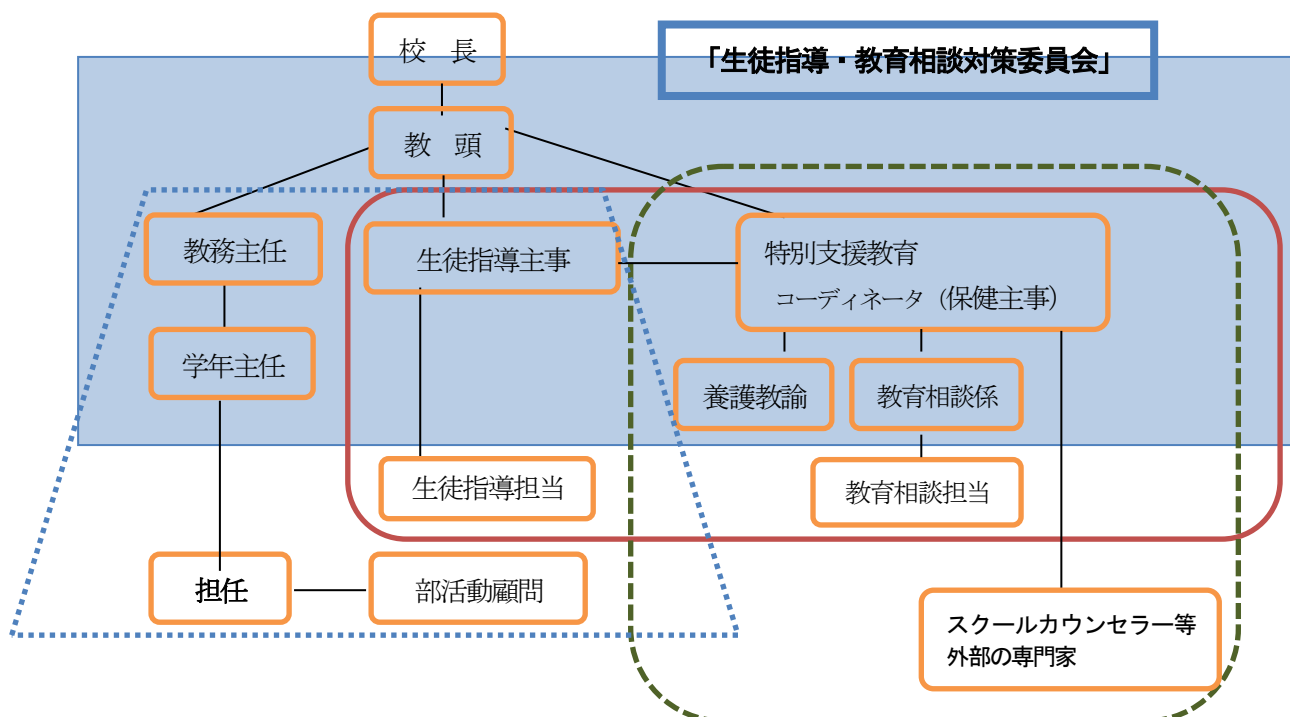 校　長
「生徒指導・教育相談対策委員会」
教　頭
教務主任
生徒指導主事
特別支援教育
コーディネータ（保健主事）
学年主任
養護教諭
教育相談係
生徒指導担当
教育相談担当
担任
部活動顧問
スクールカウンセラー等
外部の専門家